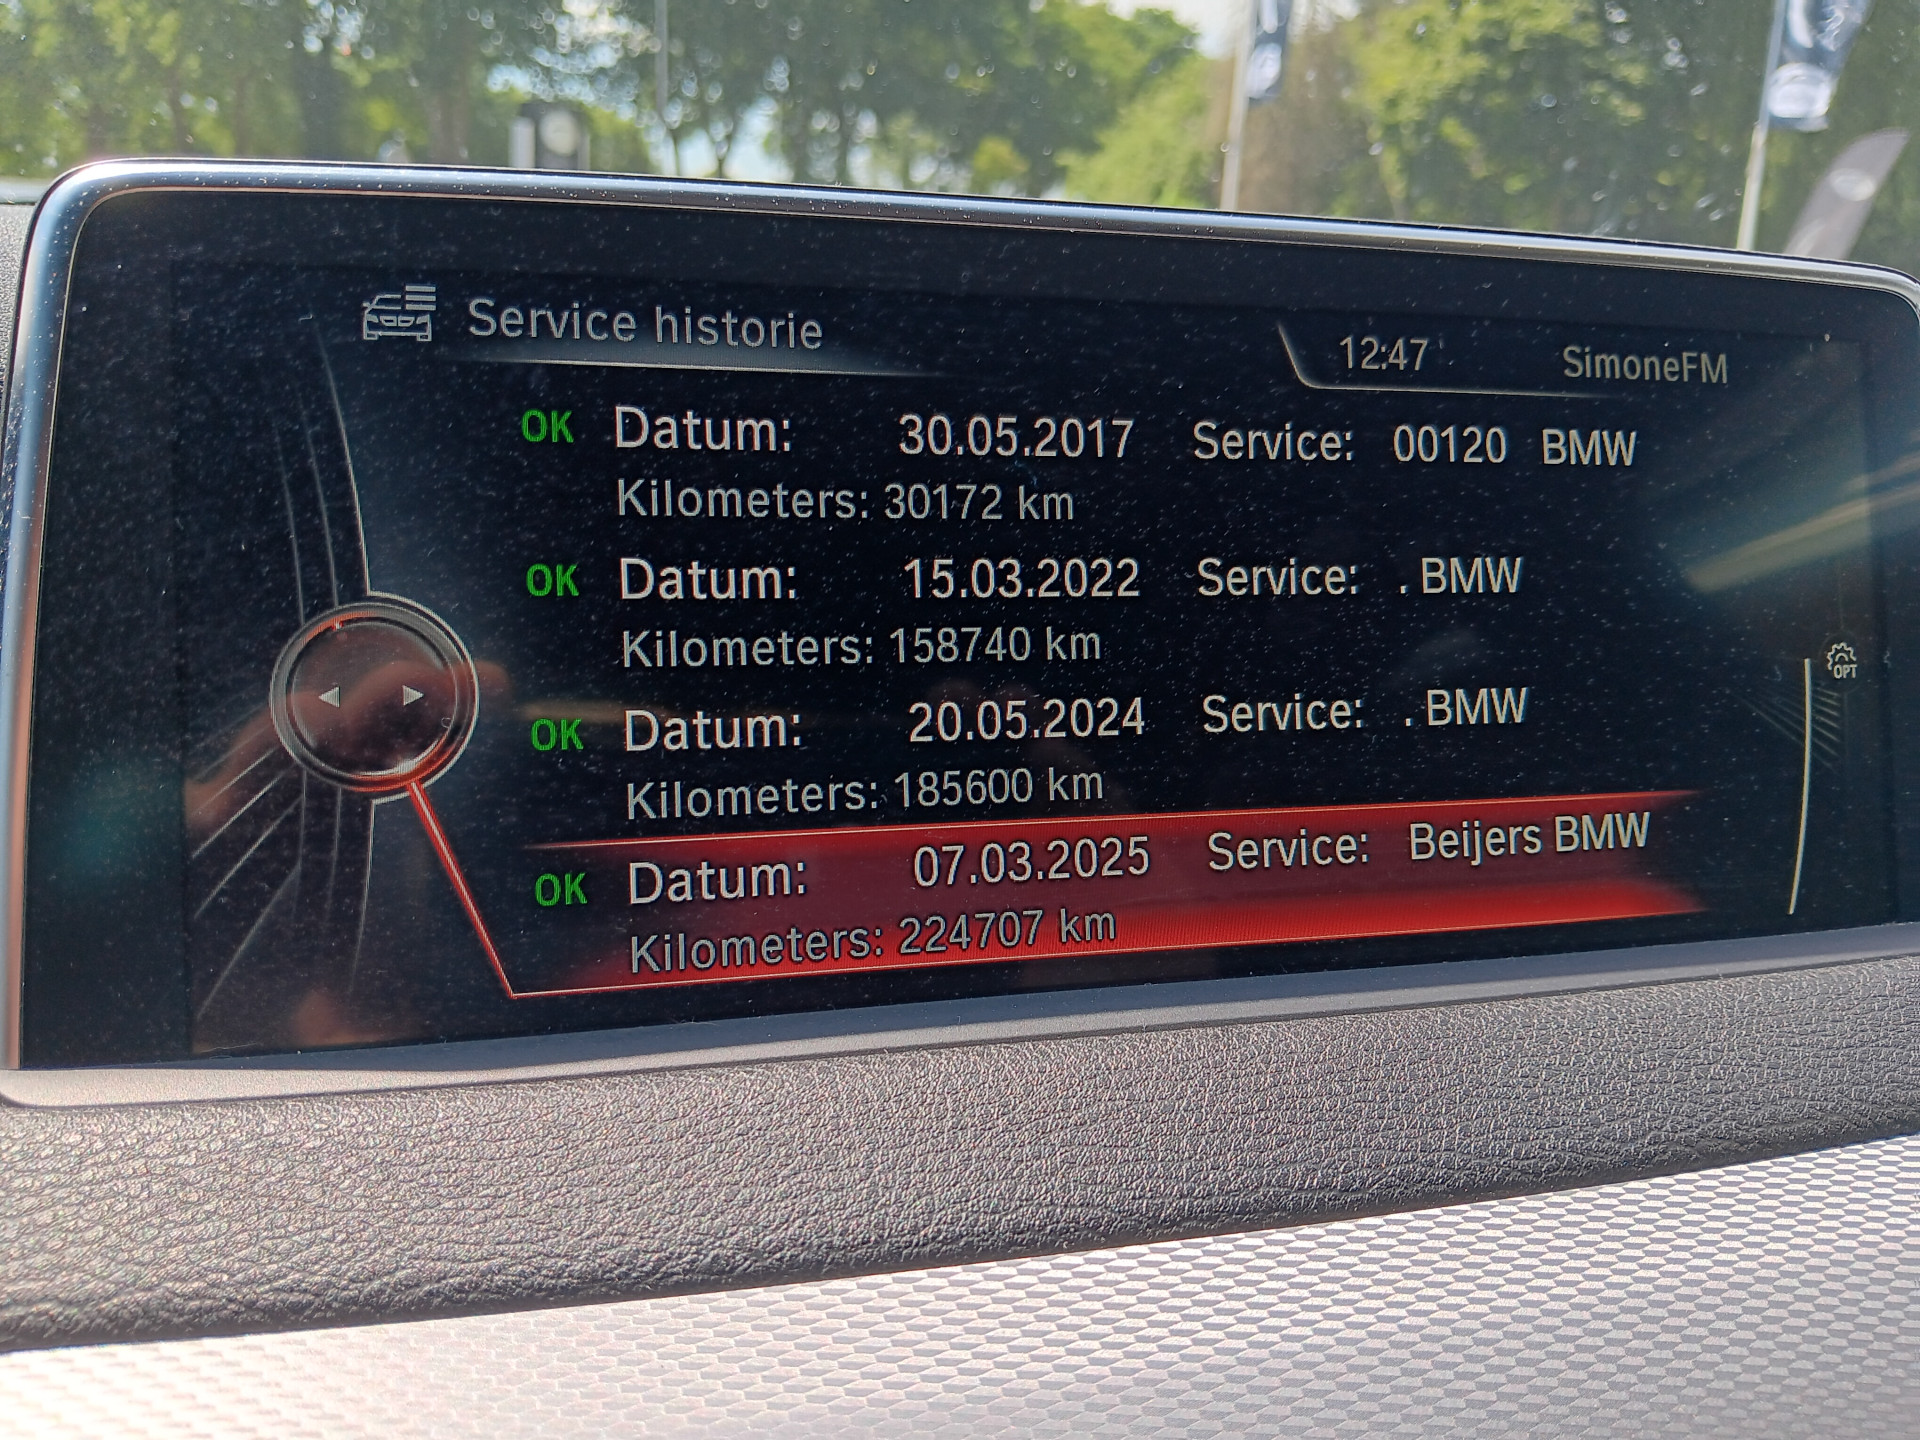 Service historie
12:47 SimoneFM
OK Datum: 30.05.2017 Service: 00120 BMW
Kilometers: 30172 km
OK Datum: 15.03.2022 Service: . BMW
Kilometers: 158740 km
OK Datum: 20.05.2024 Service: . BMW
Kilometers: 185600 km
OK Datum: 07.03.2025 Service: Beijers BMW
Kilometers: 224707 km
OPT